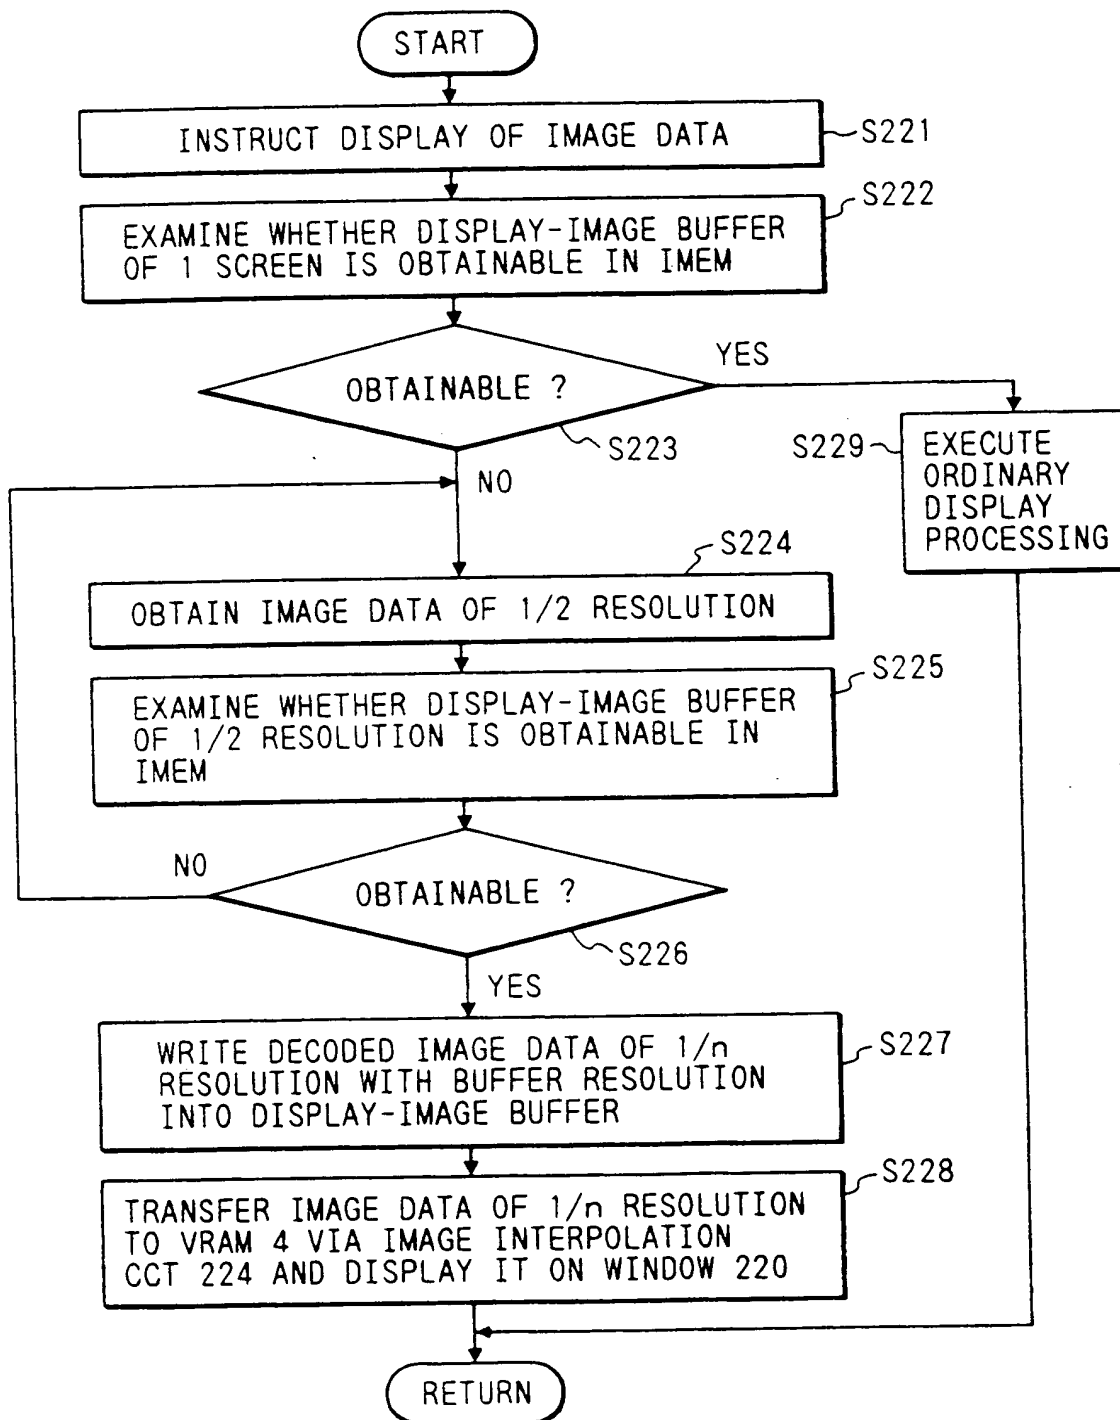 START
INSTRUCT DISPLAY OF IMAGE DATA
S221
S222
EXAMINE WHETHER DISPLAY-IMAGE BUFFER
OF 1 SCREEN IS OBTAINABLE IN IMEM
OBTAINABLE ?
YES
S223
NO
S229
EXECUTE
ORDINARY
DISPLAY
PROCESSING
S224
OBTAIN IMAGE DATA OF 1/2 RESOLUTION
S225
EXAMINE WHETHER DISPLAY-IMAGE BUFFER
OF 1/2 RESOLUTION IS OBTAINABLE IN
IMEM
NO
OBTAINABLE ?
S226
YES
S227
WRITE DECODED IMAGE DATA OF 1/n
RESOLUTION WITH BUFFER RESOLUTION
INTO DISPLAY-IMAGE BUFFER
S228
TRANSFER IMAGE DATA OF 1/n RESOLUTION
TO VRAM 4 VIA IMAGE INTERPOLATION
CCT 224 AND DISPLAY IT ON WINDOW 220
RETURN